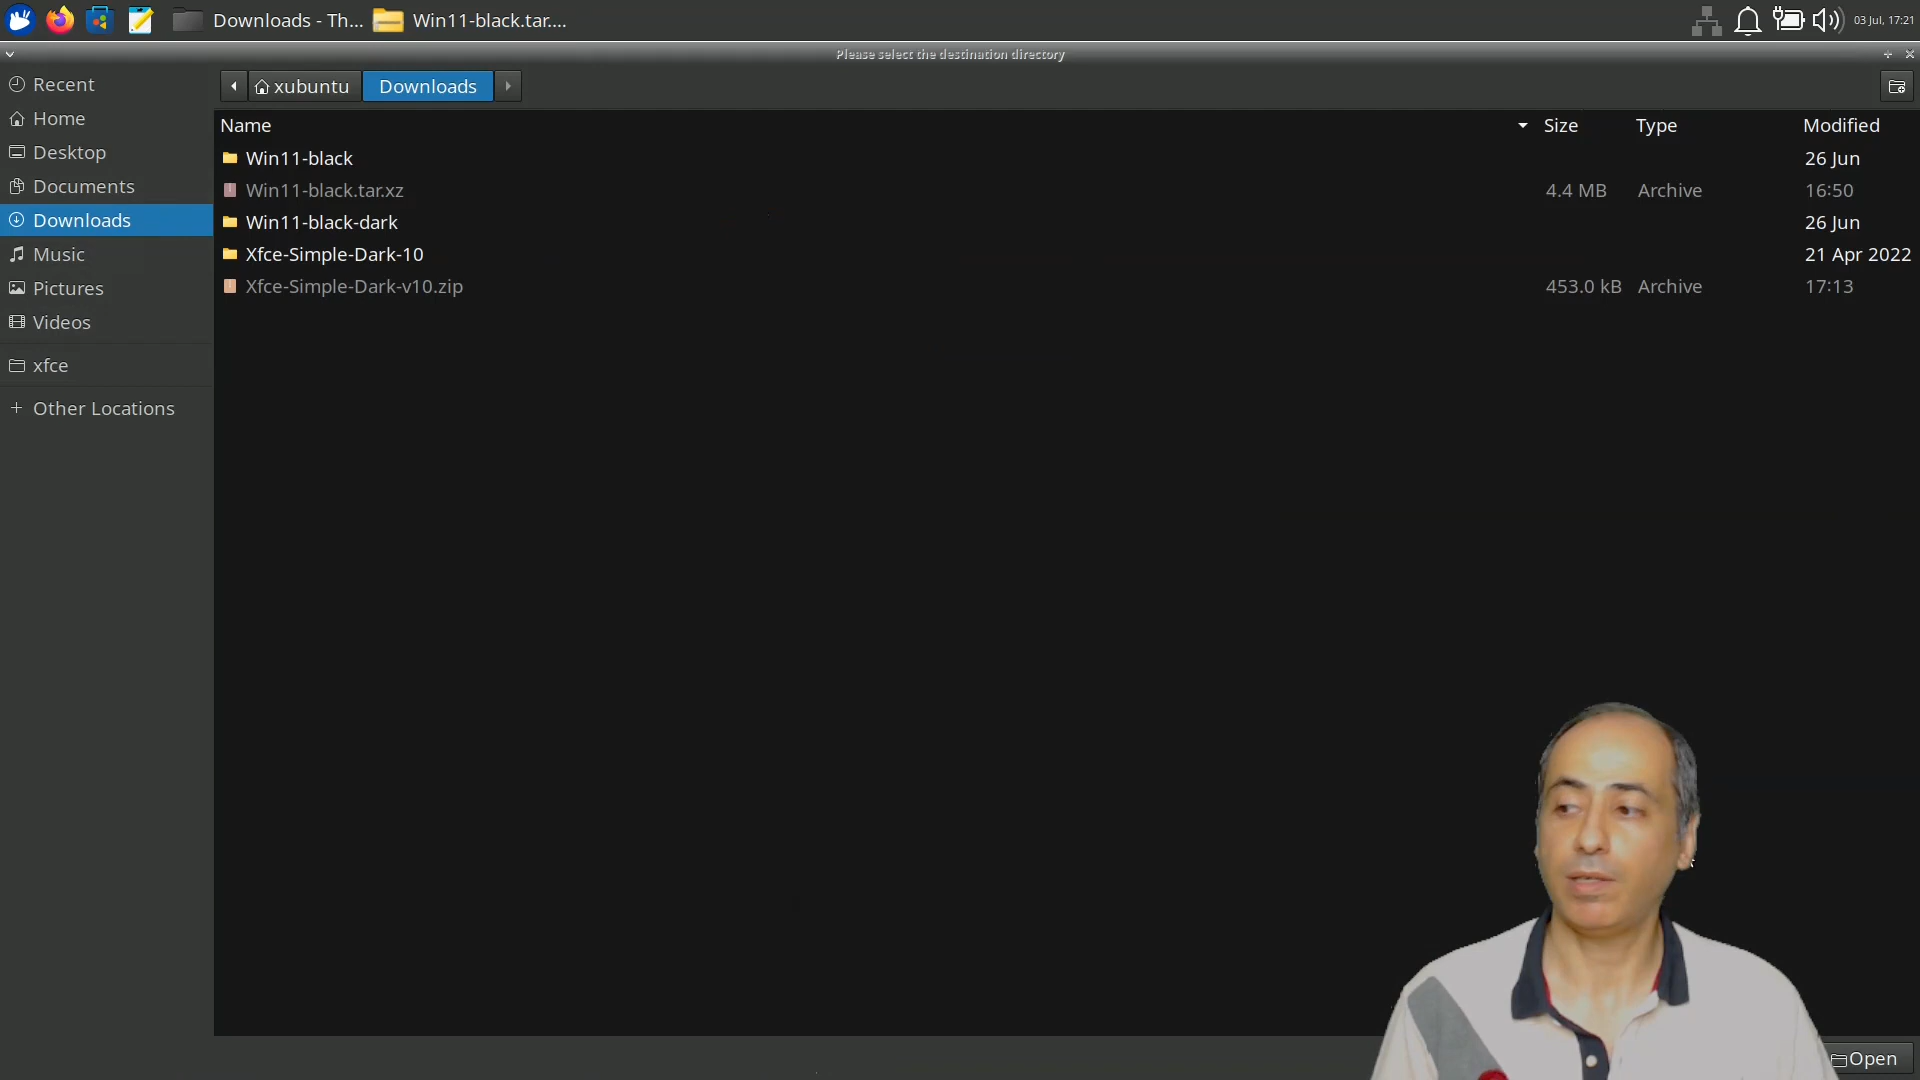 Downloads - Th... Win11-black.tar.... 03 Jul, 17:21
Please select the destination directory
Recent
Home
Desktop
Documents
Downloads
Music
Pictures
Videos
xfce
Other Locations
xubuntu Downloads
Name Size Type Modified
Win11-black 26 Jun
Win11-black.tar.xz 4.4 MB Archive 16:50
Win11-black-dark 26 Jun
Xfce-Simple-Dark-10 21 Apr 2022
Xfce-Simple-Dark-v10.zip 453.0 kB Archive 17:13
Open